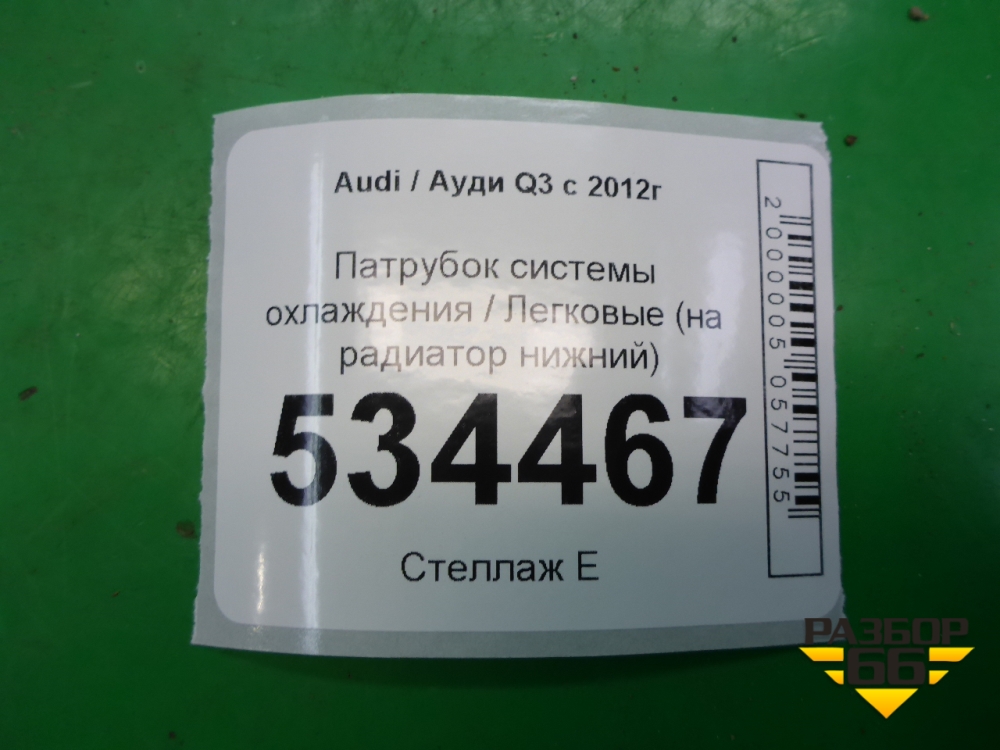 Audi / Ауди Q3 с 2012г
Патрубок системы
охлаждения / Легковые (на
радиатор нижний)
534467
Стеллаж Е
2000005057755
РАЗБОР
66